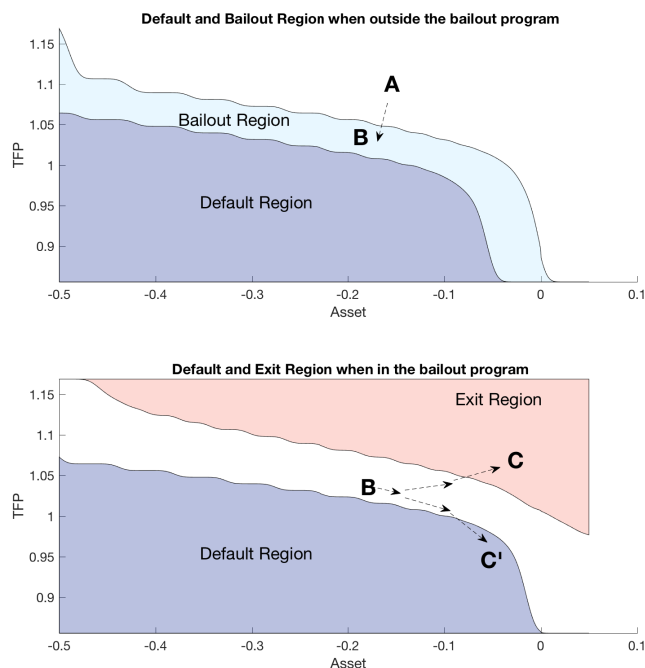 Default and Bailout Region when outside the bailout program
1.15
1.1
1.05
1
0.95
0.9
TFP
A
Bailout Region
B
Default Region
-0.5
-0.4
-0.3
-0.2
-0.1
0
0.1
Asset
Default and Exit Region when in the bailout program
1.15
1.1
1.05
1
0.95
0.9
TFP
Exit Region
C
B
Default Region
C'
-0.5
-0.4
-0.3
-0.2
-0.1
0
0.1
Asset